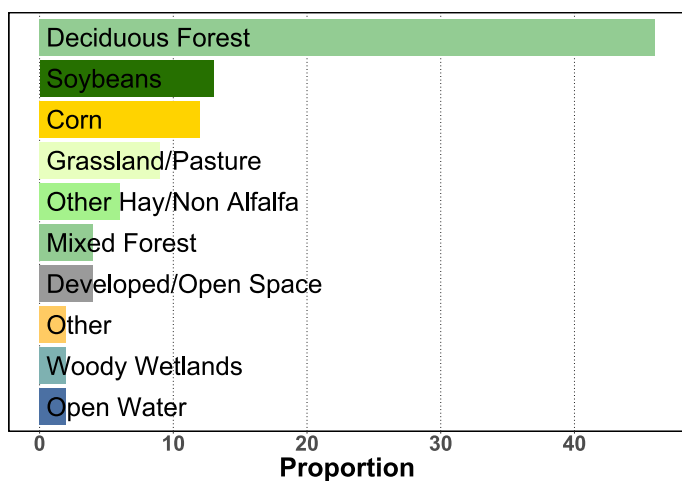 Deciduous Forest
Soybeans
Corn
Grassland/Pasture
Other Hay/Non Alfalfa
Mixed Forest
Developed/Open Space
Other
Woody Wetlands
Open Water
0 10 20 30 40
Proportion